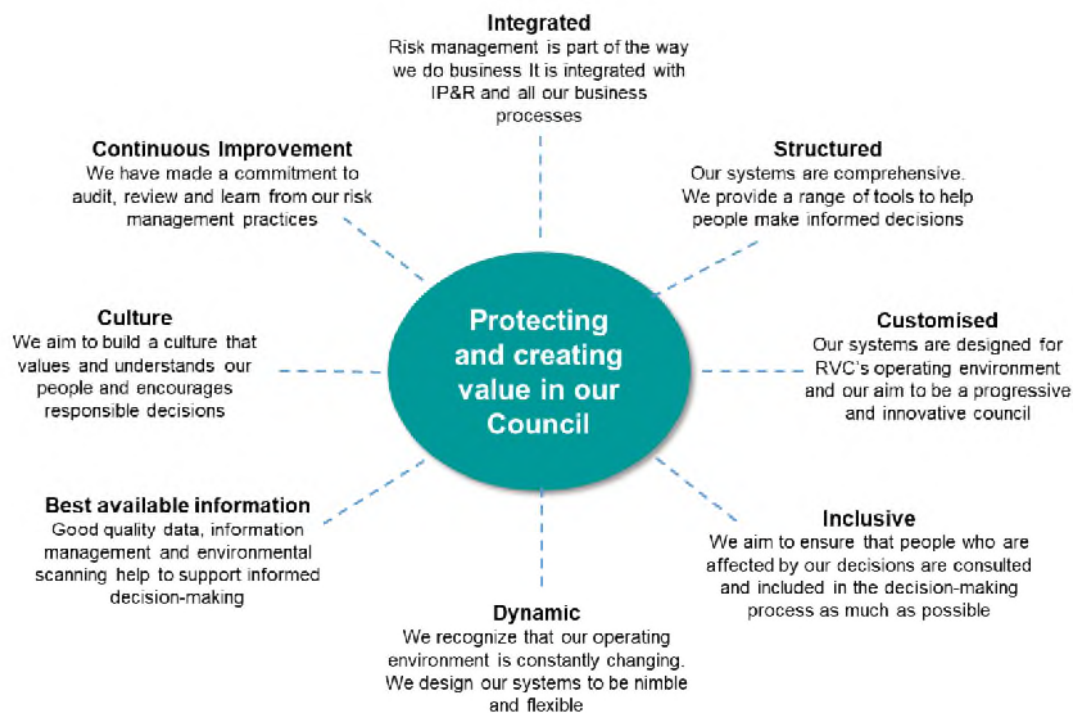 Integrated
Risk management is part of the way
we do business It is integrated with
IP&R and all our business
processes
Structured
Our systems are comprehensive.
We provide a range of tools to help
people make informed decisions
Customised
Our systems are designed for
RVC's operating environment
and our aim to be a progressive
and innovative council
Inclusive
We aim to ensure that people who are
affected by our decisions are consulted
and included in the decision-making
process as much as possible
Dynamic
We recognize that our operating
environment is constantly changing.
We design our systems to be nimble
and flexible
Best available information
Good quality data, information
management and environmental
scanning help to support informed
decision-making
Culture
We aim to build a culture that
values and understands our
people and encourages
responsible decisions
Continuous Improvement
We have made a commitment to
audit, review and learn from our risk
management practices
Protecting
and creating
value in our
Council